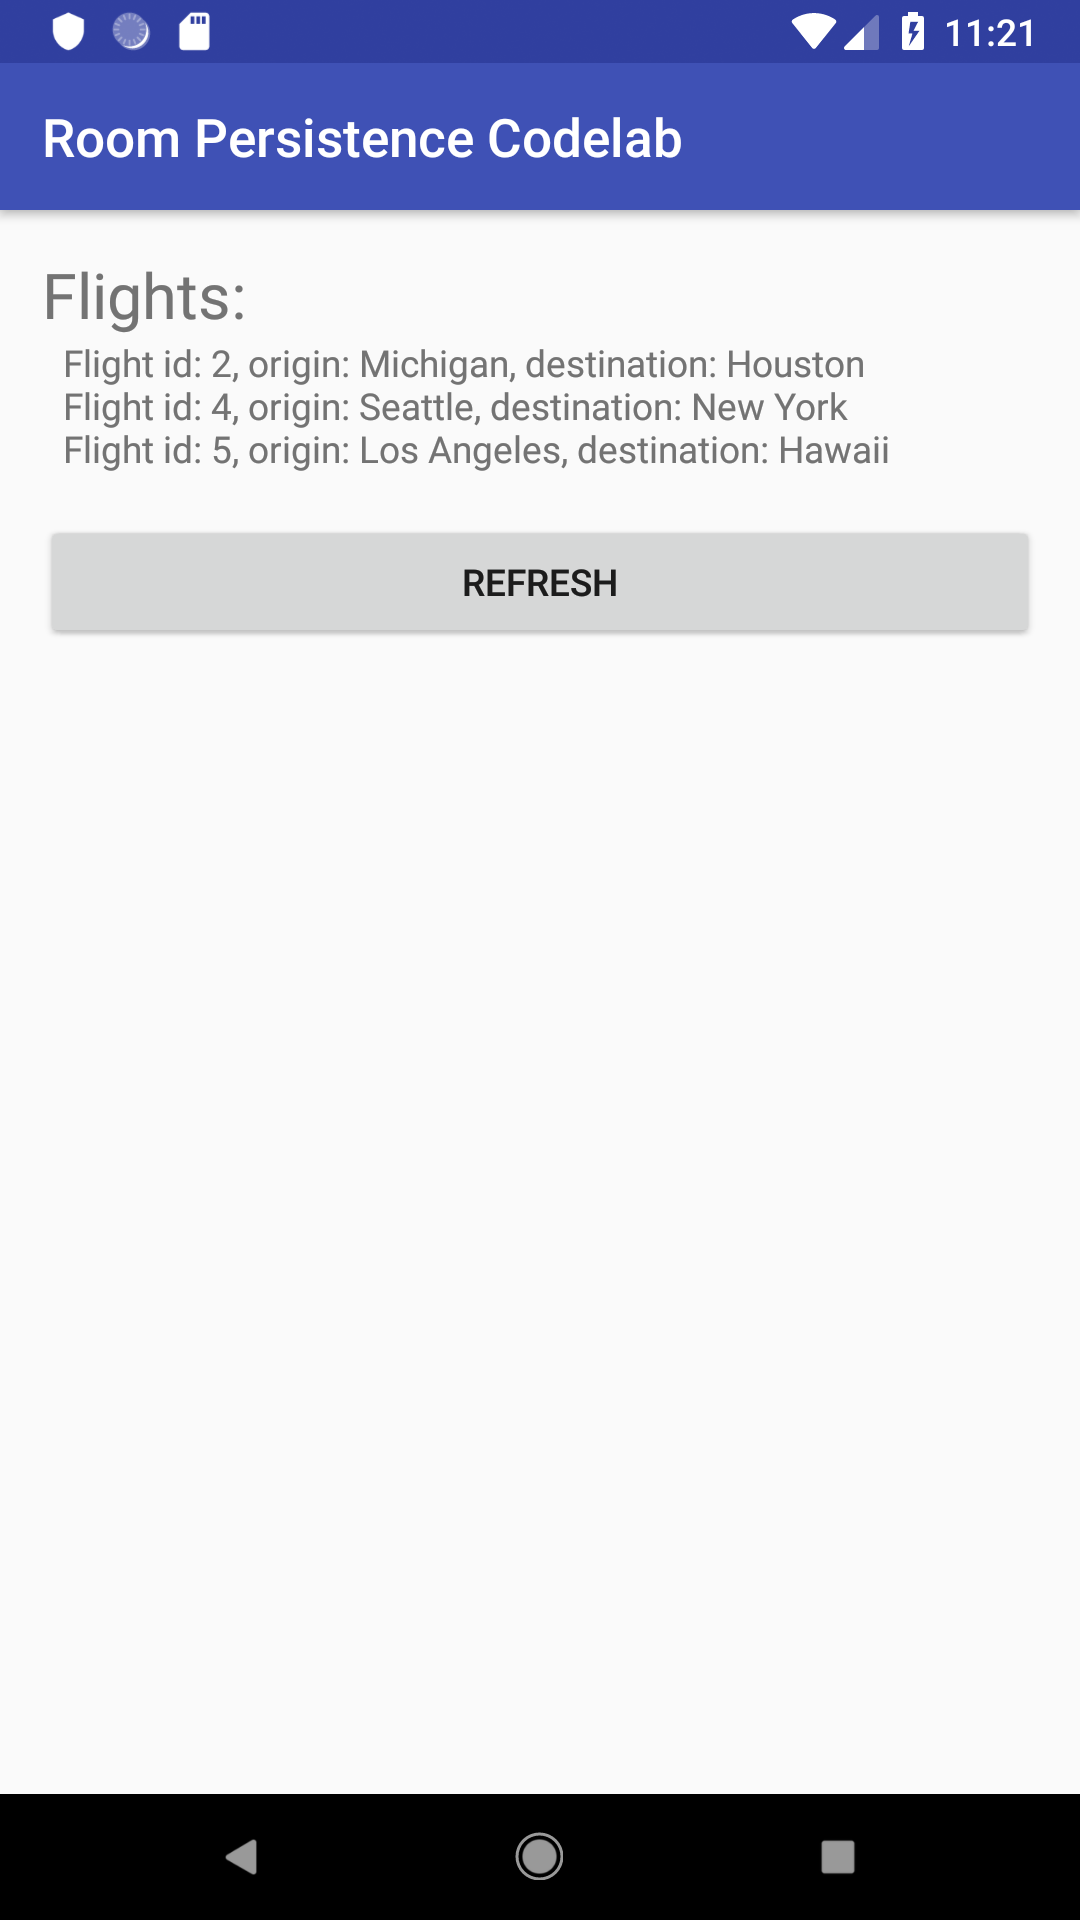 11:21
Room Persistence Codelab
Flights:
Flight id: 2, origin: Michigan, destination: Houston
Flight id: 4, origin: Seattle, destination: New York
Flight id: 5, origin: Los Angeles, destination: Hawaii
REFRESH